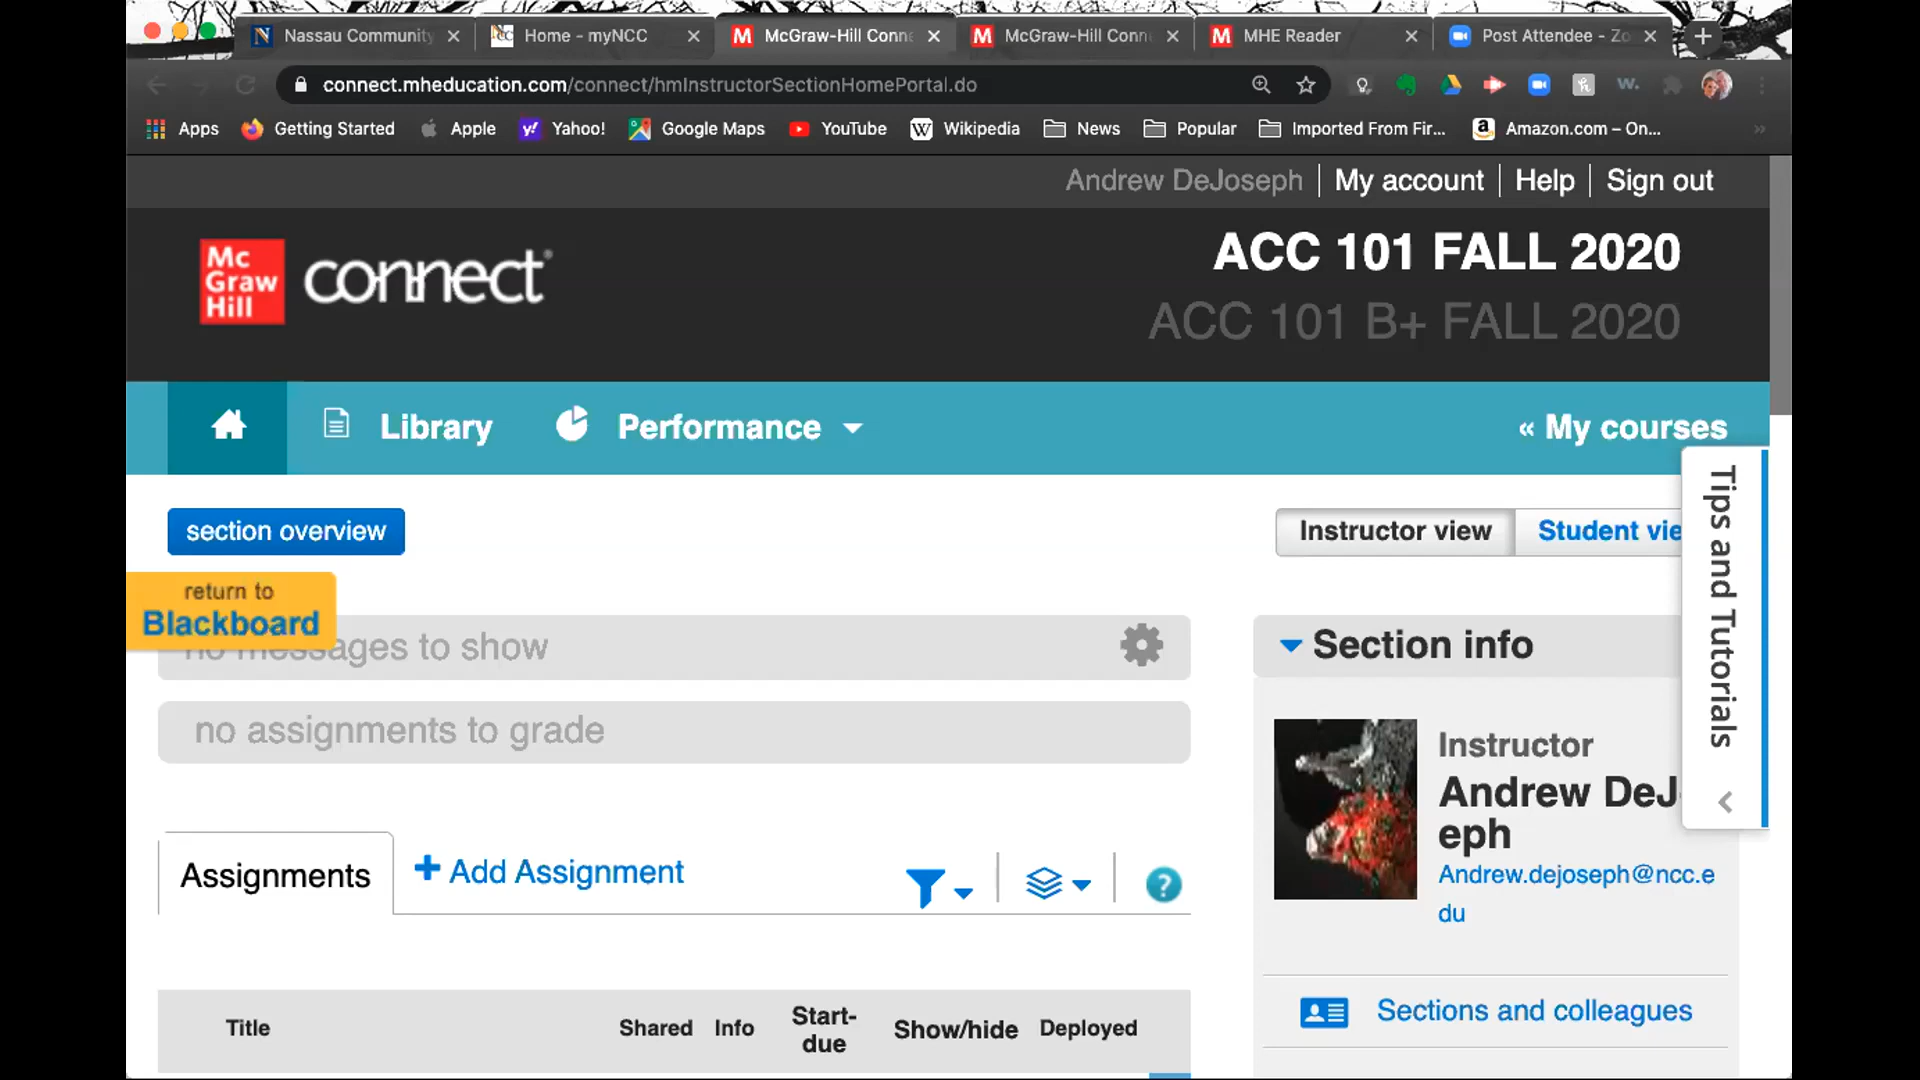 Nassau Community
Home - myNCC
McGraw-Hill Conne
McGraw-Hill Conn
MHE Reader
Post Attendee - Zo
connect.mheducation.com/connect/hmInstructorSectionHomePortal.do
Apps
Getting Started
Apple
Yahoo!
Google Maps
YouTube
Wikipedia
News
Popular
Imported From Fir...
Amazon.com – On...
Andrew DeJoseph
My account
Help
Sign out
Mc
Graw
Hill
connect
ACC 101 FALL 2020
ACC 101 B+ FALL 2020
Library
Performance
« My courses
section overview
Instructor view
Student vie
Tips and Tutorials
return to
Blackboard
no messages to show
no assignments to grade
Section info
Instructor
Andrew DeJ
eph
Andrew.dejoseph@ncc.e
du
Assignments
+ Add Assignment
?
Sections and colleagues
Title
Shared
Info
Start-
due
Show/hide
Deployed